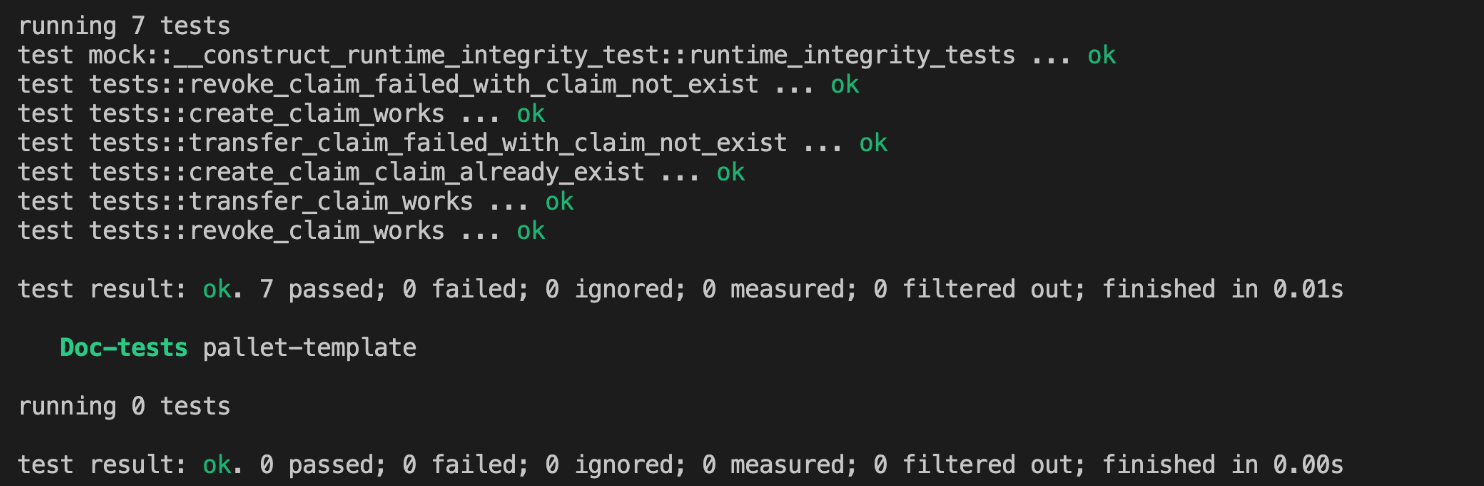 running 7 tests
test mock::__construct_runtime_integrity_test::runtime_integrity_tests ... ok
test tests::revoke_claim_failed_with_claim_not_exist ... ok
test tests::create_claim_works ... ok
test tests::transfer_claim_failed_with_claim_not_exist ... ok
test tests::create_claim_claim_already_exist ... ok
test tests::transfer_claim_works ... ok
test tests::revoke_claim_works ... ok
test result: ok. 7 passed; 0 failed; 0 ignored; 0 measured; 0 filtered out; finished in 0.01s
Doc-tests pallet-template
running 0 tests
test result: ok. 0 passed; 0 failed; 0 ignored; 0 measured; 0 filtered out; finished in 0.00s